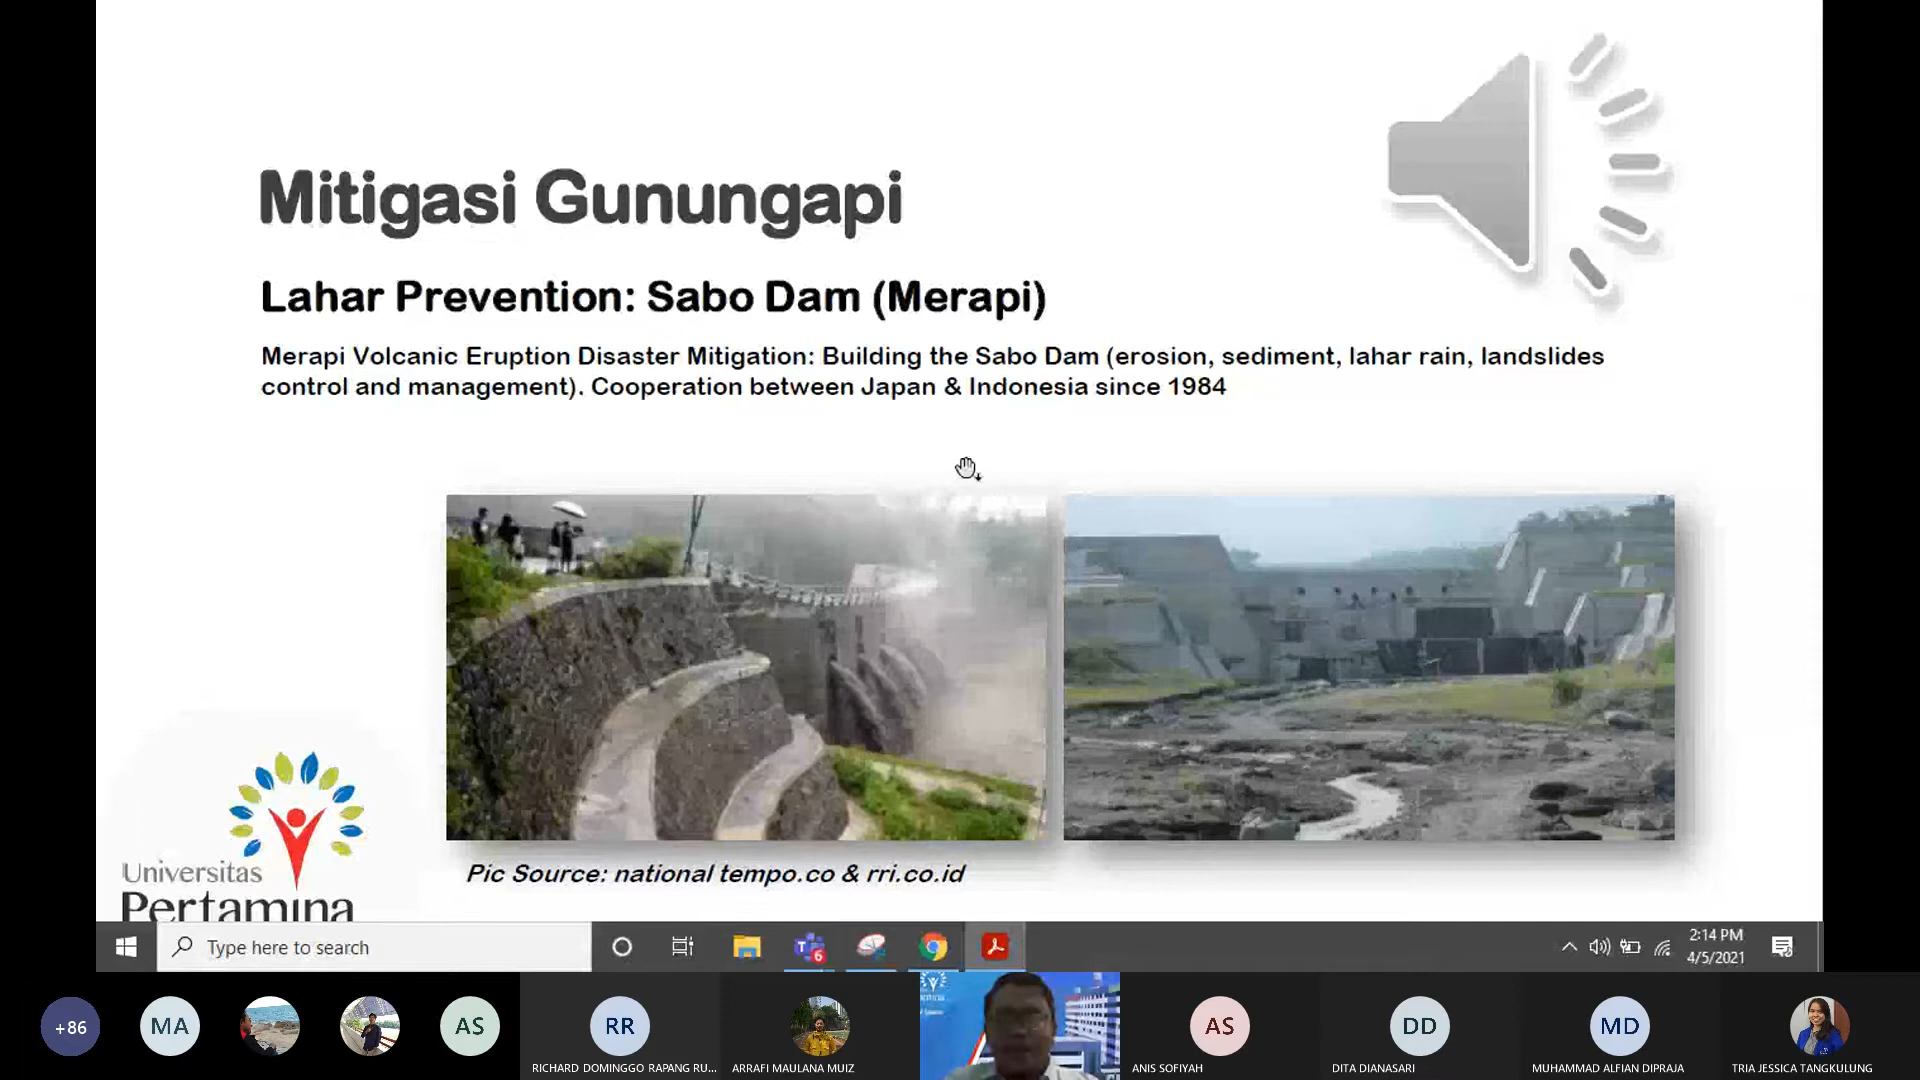 Mitigasi Gunungapi
Lahar Prevention: Sabo Dam (Merapi)
Merapi Volcanic Eruption Disaster Mitigation: Building the Sabo Dam (erosion, sediment, lahar rain, landslides
control and management). Cooperation between Japan & Indonesia since 1984
Pic Source: national tempo.co & rri.co.id
Universitas
Pertamina
Type here to search
6
2:14 PM
4/5/2021
+86
MA
AS
RR
AS
DD
MD
RICHARD DOMINGGO RAPANG RU...
ARRAFI MAULANA MUIZ
ANIS SOFIYAH
DITA DIANASARI
MUHAMMAD ALFIAN DIPRAJA
TRIA JESSICA TANGKULUNG